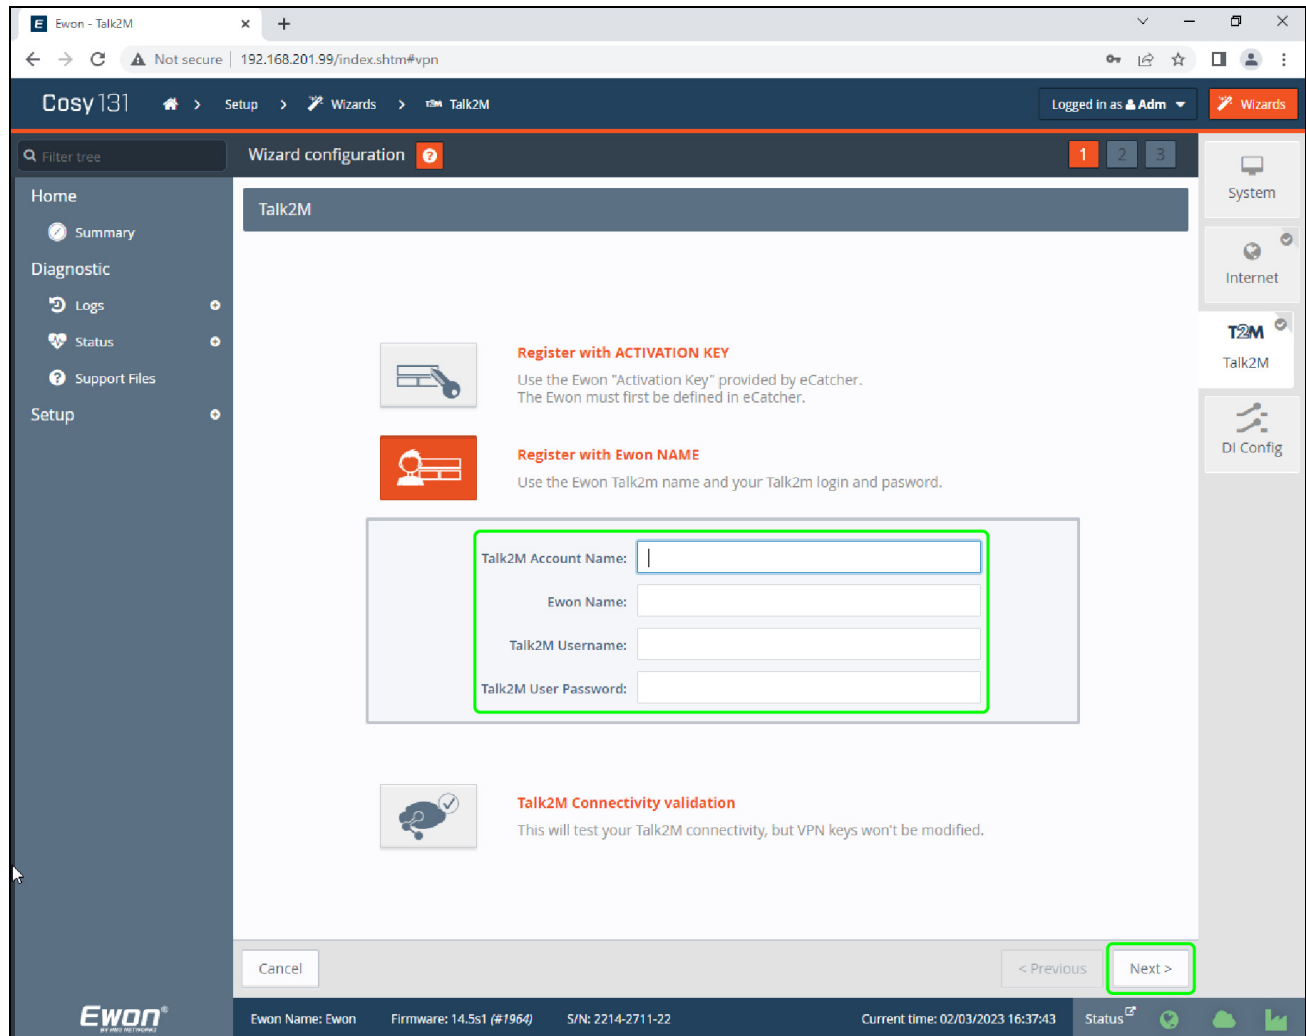 Ewon - Talk2M
Not secure 192.168.201.99/index.shtm#vpn
Cosy 131 > Setup > Wizards > T2M Talk2M
Logged in as Adm
Wizards
Filter tree
Home
Summary
Diagnostic
Logs
Status
Support Files
Setup
Wizard configuration
1 2 3
Talk2M
Register with ACTIVATION KEY
Use the Ewon "Activation Key" provided by eCatcher.
The Ewon must first be defined in eCatcher.
Register with Ewon NAME
Use the Ewon Talk2m name and your Talk2m login and pasword.
Talk2M Account Name:
Ewon Name:
Talk2M Username:
Talk2M User Password:
Talk2M Connectivity validation
This will test your Talk2M connectivity, but VPN keys won't be modified.
System
Internet
T2M
Talk2M
DI Config
Cancel
< Previous
Next >
Ewon®
BY HMS NETWORKS
Ewon Name: Ewon Firmware: 14.5s1 (#1964) S/N: 2214-2711-22 Current time: 02/03/2023 16:37:43 Status